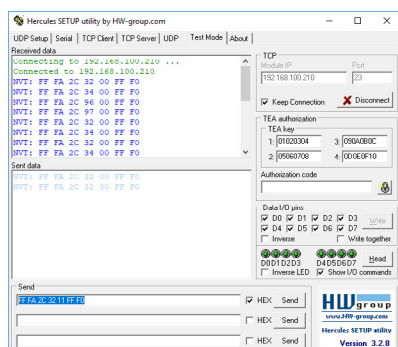 Hercules SETUP utility by HW-group.com
UDP Setup Serial TCP Client TCP Server UDP Test Mode About
Received data
Connecting to 192.168.100.210 ...
Connected to 192.168.100.210
NVT: FF FA 2C 32 00 FF F0
NVT: FF FA 2C 34 00 FF F0
NVT: FF FA 2C 96 00 FF F0
NVT: FF FA 2C 97 00 FF F0
NVT: FF FA 2C 32 00 FF F0
NVT: FF FA 2C 34 00 FF F0
NVT: FF FA 2C 32 00 FF F0
NVT: FF FA 2C 34 00 FF F0
Sent data
NVT: FF FA 2C 32 00 FF F0
NVT: FF FA 2C 32 30 FF F0
TCP
Module IP Port
192.168.100.210 23
Keep Connection Disconnect
TEA authorization
TEA key
1: 01020304 3: 090A0B0C
2: 05060708 4: 0D0E0F10
Authorization code
Data I/O pins
D0 D1 D2 D3 Write
D4 D5 D6 D7
Inverse Write together
D0D1D2D3 D4D5D6D7 Read
Inverse LED Show I/O commands
Send
FF FA 2C 32 11 FF F0 HEX Send
HEX Send
HEX Send
HW group
www.HW-group.com
Hercules SETUP utility
Version 3.2.8